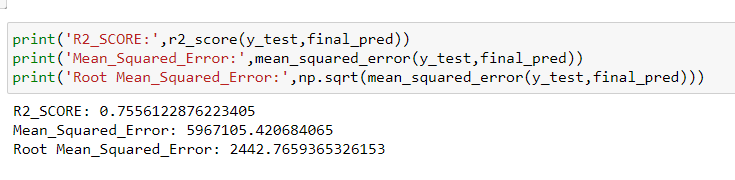 print('R2_SCORE:',r2_score(y_test,final_pred))
print('Mean_Squared_Error:',mean_squared_error(y_test,final_pred))
print('Root Mean_Squared_Error:',np.sqrt(mean_squared_error(y_test,final_pred)))
R2_SCORE: 0.7556122876223405
Mean_Squared_Error: 5967105.420684065
Root Mean_Squared_Error: 2442.7659365326153